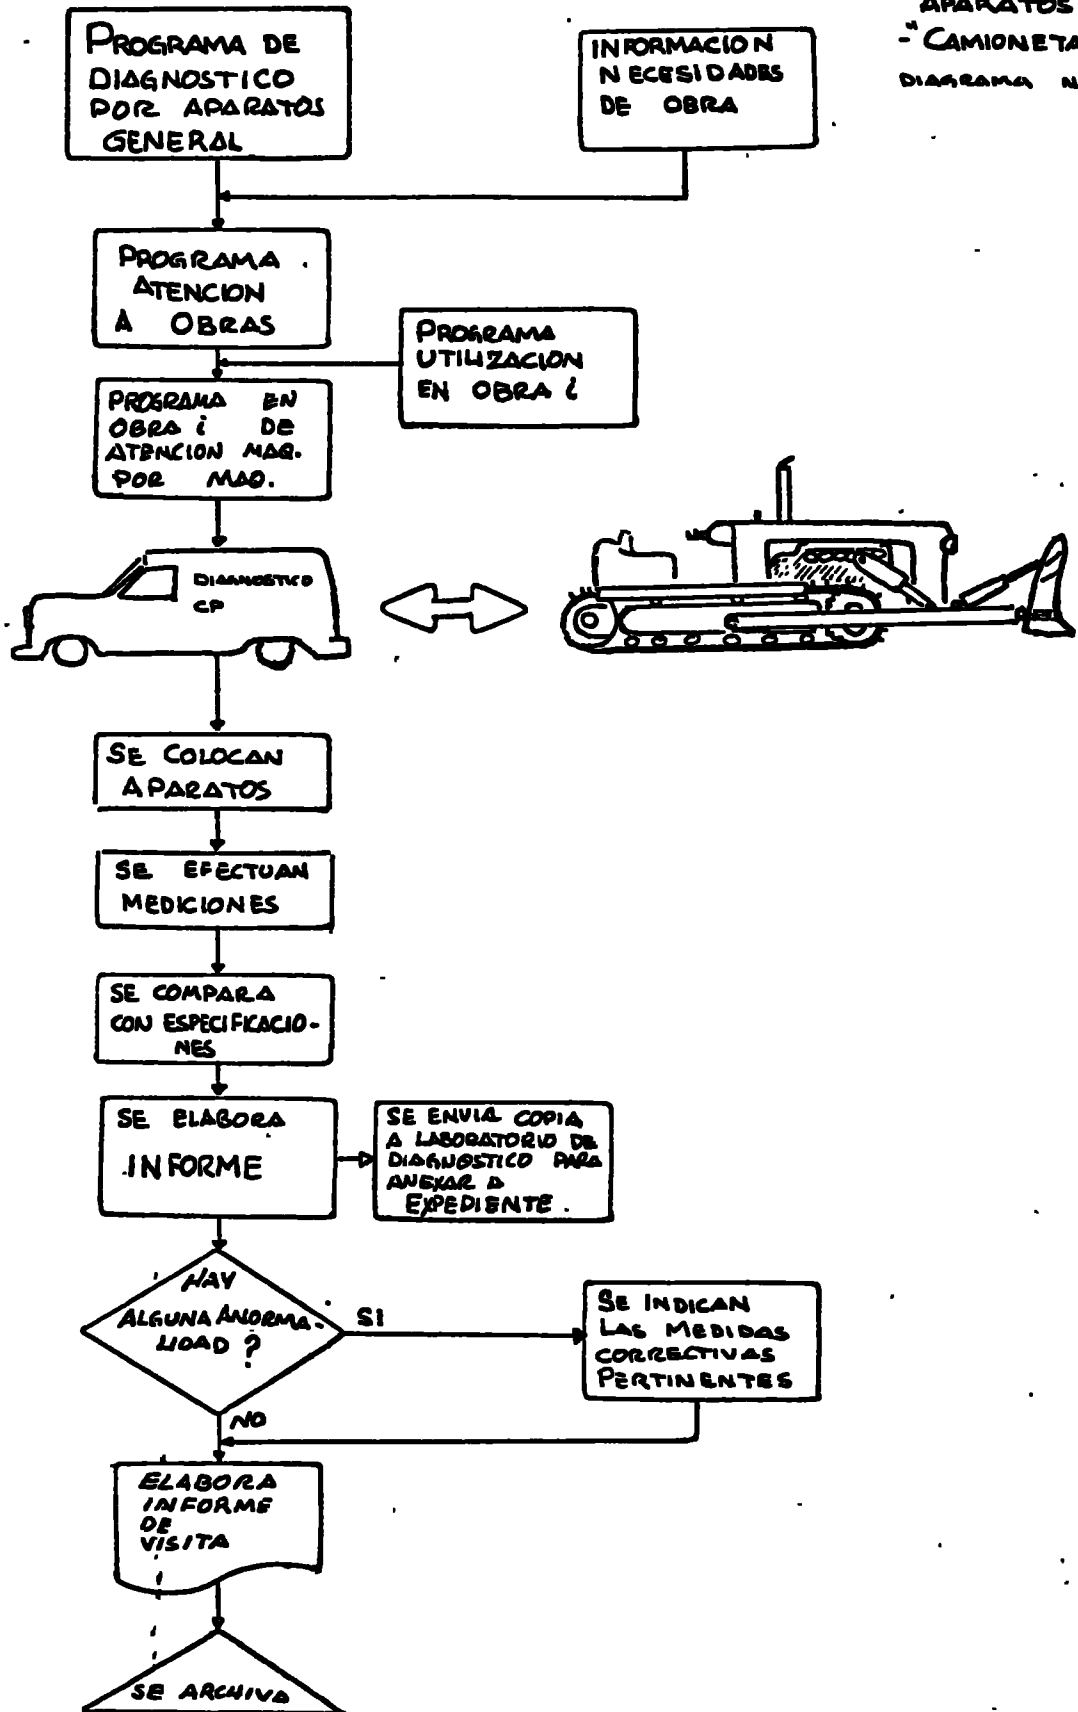 PROGRAMA DE
DIAGNOSTICO
POR APARATOS
GENERAL
INFORMACION
NECESIDADES
DE OBRA
APARATOS
-"CAMIONETA
DIAGRAMA N
PROGRAMA
ATENCION
A OBRAS
PROGRAMA
UTILIZACION
EN OBRA i
PROGRAMA EN
OBRA i DE
ATENCION MAQ.
POR MAQ.
DIAGNOSTICO
CP
SE COLOCAN
APARATOS
SE EFECTUAN
MEDICIONES
SE COMPARA
CON ESPECIFICACIO-
NES
SE ELABORA
INFORME
SE ENVIA COPIA
A LABORATORIO DE
DIAGNOSTICO PARA
ANEXAR A
EXPEDIENTE.
HAY
ALGUNA ANORMA-
LIDAD?
SI
SE INDICAN
LAS MEDIDAS
CORRECTIVAS
PERTINENTES
NO
ELABORA
INFORME
DE
VISITA
SE ARCHIVA